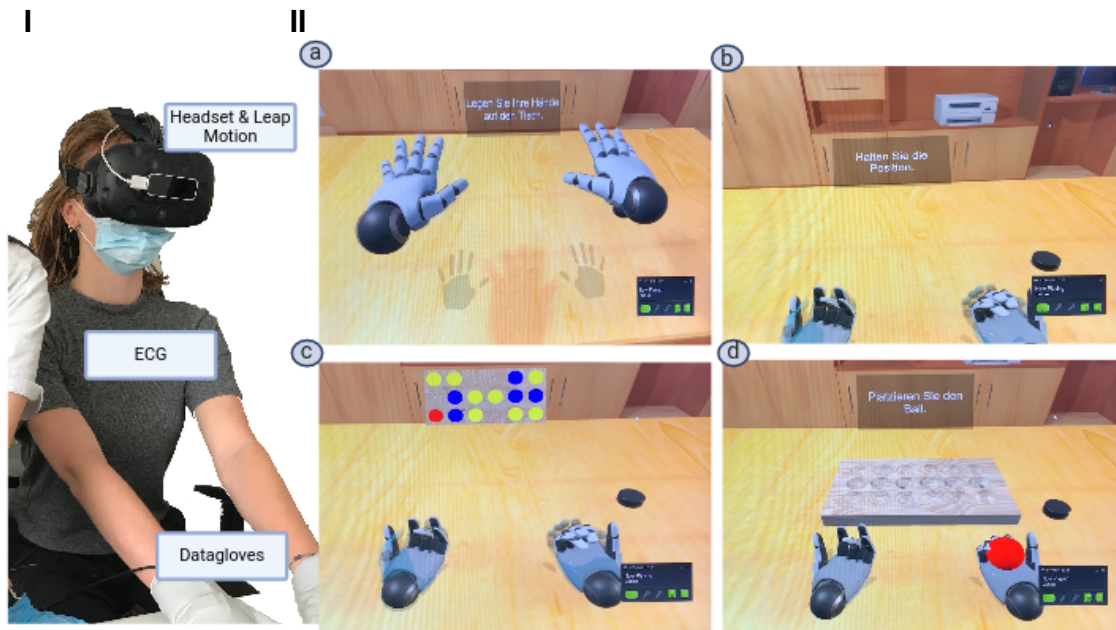 I
II
a
b
Headset & Leap
Motion
Legen Sie Ihre Hände
auf den Tisch.
Halten Sie die
Position.
c
d
ECG
Platzieren Sie den
Ball.
Datagloves